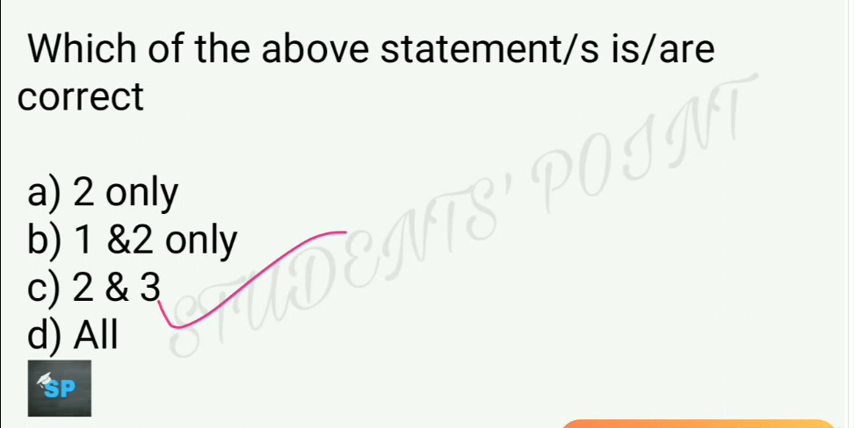 Which of the above statement/s is/are
correct
STUDENTS' POINT
a) 2 only
b) 1 &2 only
c) 2 & 3
d) All
SP